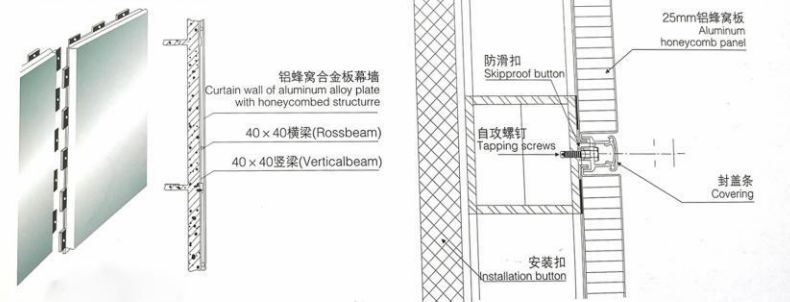 铝蜂窝合金板幕墙
Curtain wall of aluminum alloy plate
with honeycombed structurre
40×40横梁(Rossbeam)
40×40竖梁(Verticalbeam)
25mm铝蜂窝板
Aluminum
honeycomb panel
防滑扣
Skipproof button
自攻螺钉
Tapping screws
封盖条
Covering
安装扣
Installation button